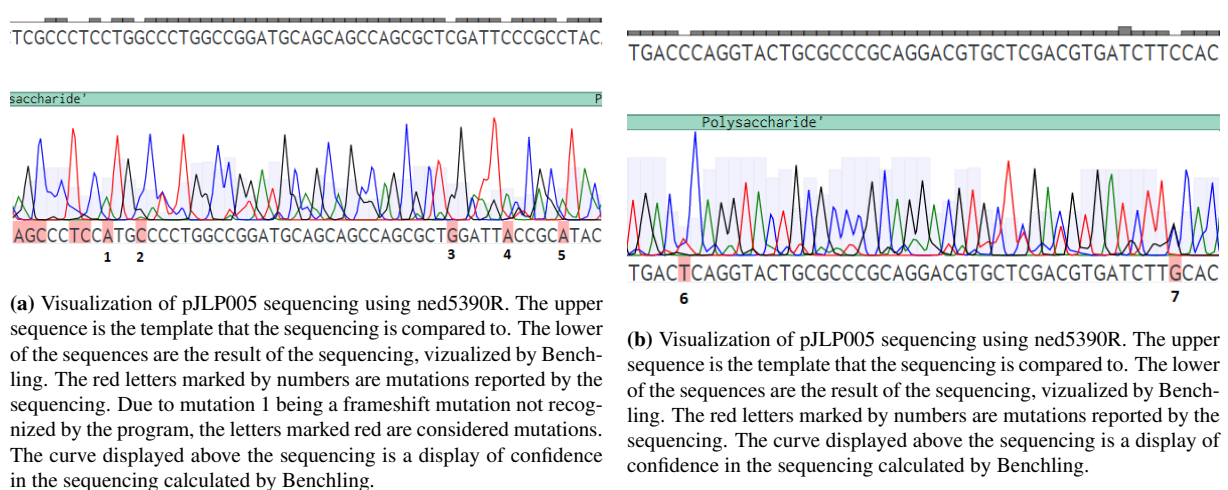 TCGCCCTCCTGGCCCTGGCCGGATGCAGCAGCCAGCGCTCGATTCCCGCCTAC
saccharide' P
AGCCCTCCATGCCCCTGGCCGGATGCAGCAGCCAGCGCTGGATTACCGCATAC
1 2 3 4 5
(a) Visualization of pJLP005 sequencing using ned5390R. The upper
sequence is the template that the sequencing is compared to. The lower
of the sequences are the result of the sequencing, vizualized by Bench-
ling. The red letters marked by numbers are mutations reported by the
sequencing. Due to mutation 1 being a frameshift mutation not recog-
nized by the program, the letters marked red are considered mutations.
The curve displayed above the sequencing is a display of confidence
in the sequencing calculated by Benchling.
TGACCCAGGTACTGCGCCCGCAGGACGTGCTCGACGTGATCTTCCAC
Polysaccharide'
TGACTCAGGTACTGCGCCCGCAGGACGTGCTCGACGTGATCTTGCAC
6 7
(b) Visualization of pJLP005 sequencing using ned5390R. The upper
sequence is the template that the sequencing is compared to. The lower
of the sequences are the result of the sequencing, vizualized by Bench-
ling. The red letters marked by numbers are mutations reported by the
sequencing. The curve displayed above the sequencing is a display of
confidence in the sequencing calculated by Benchling.